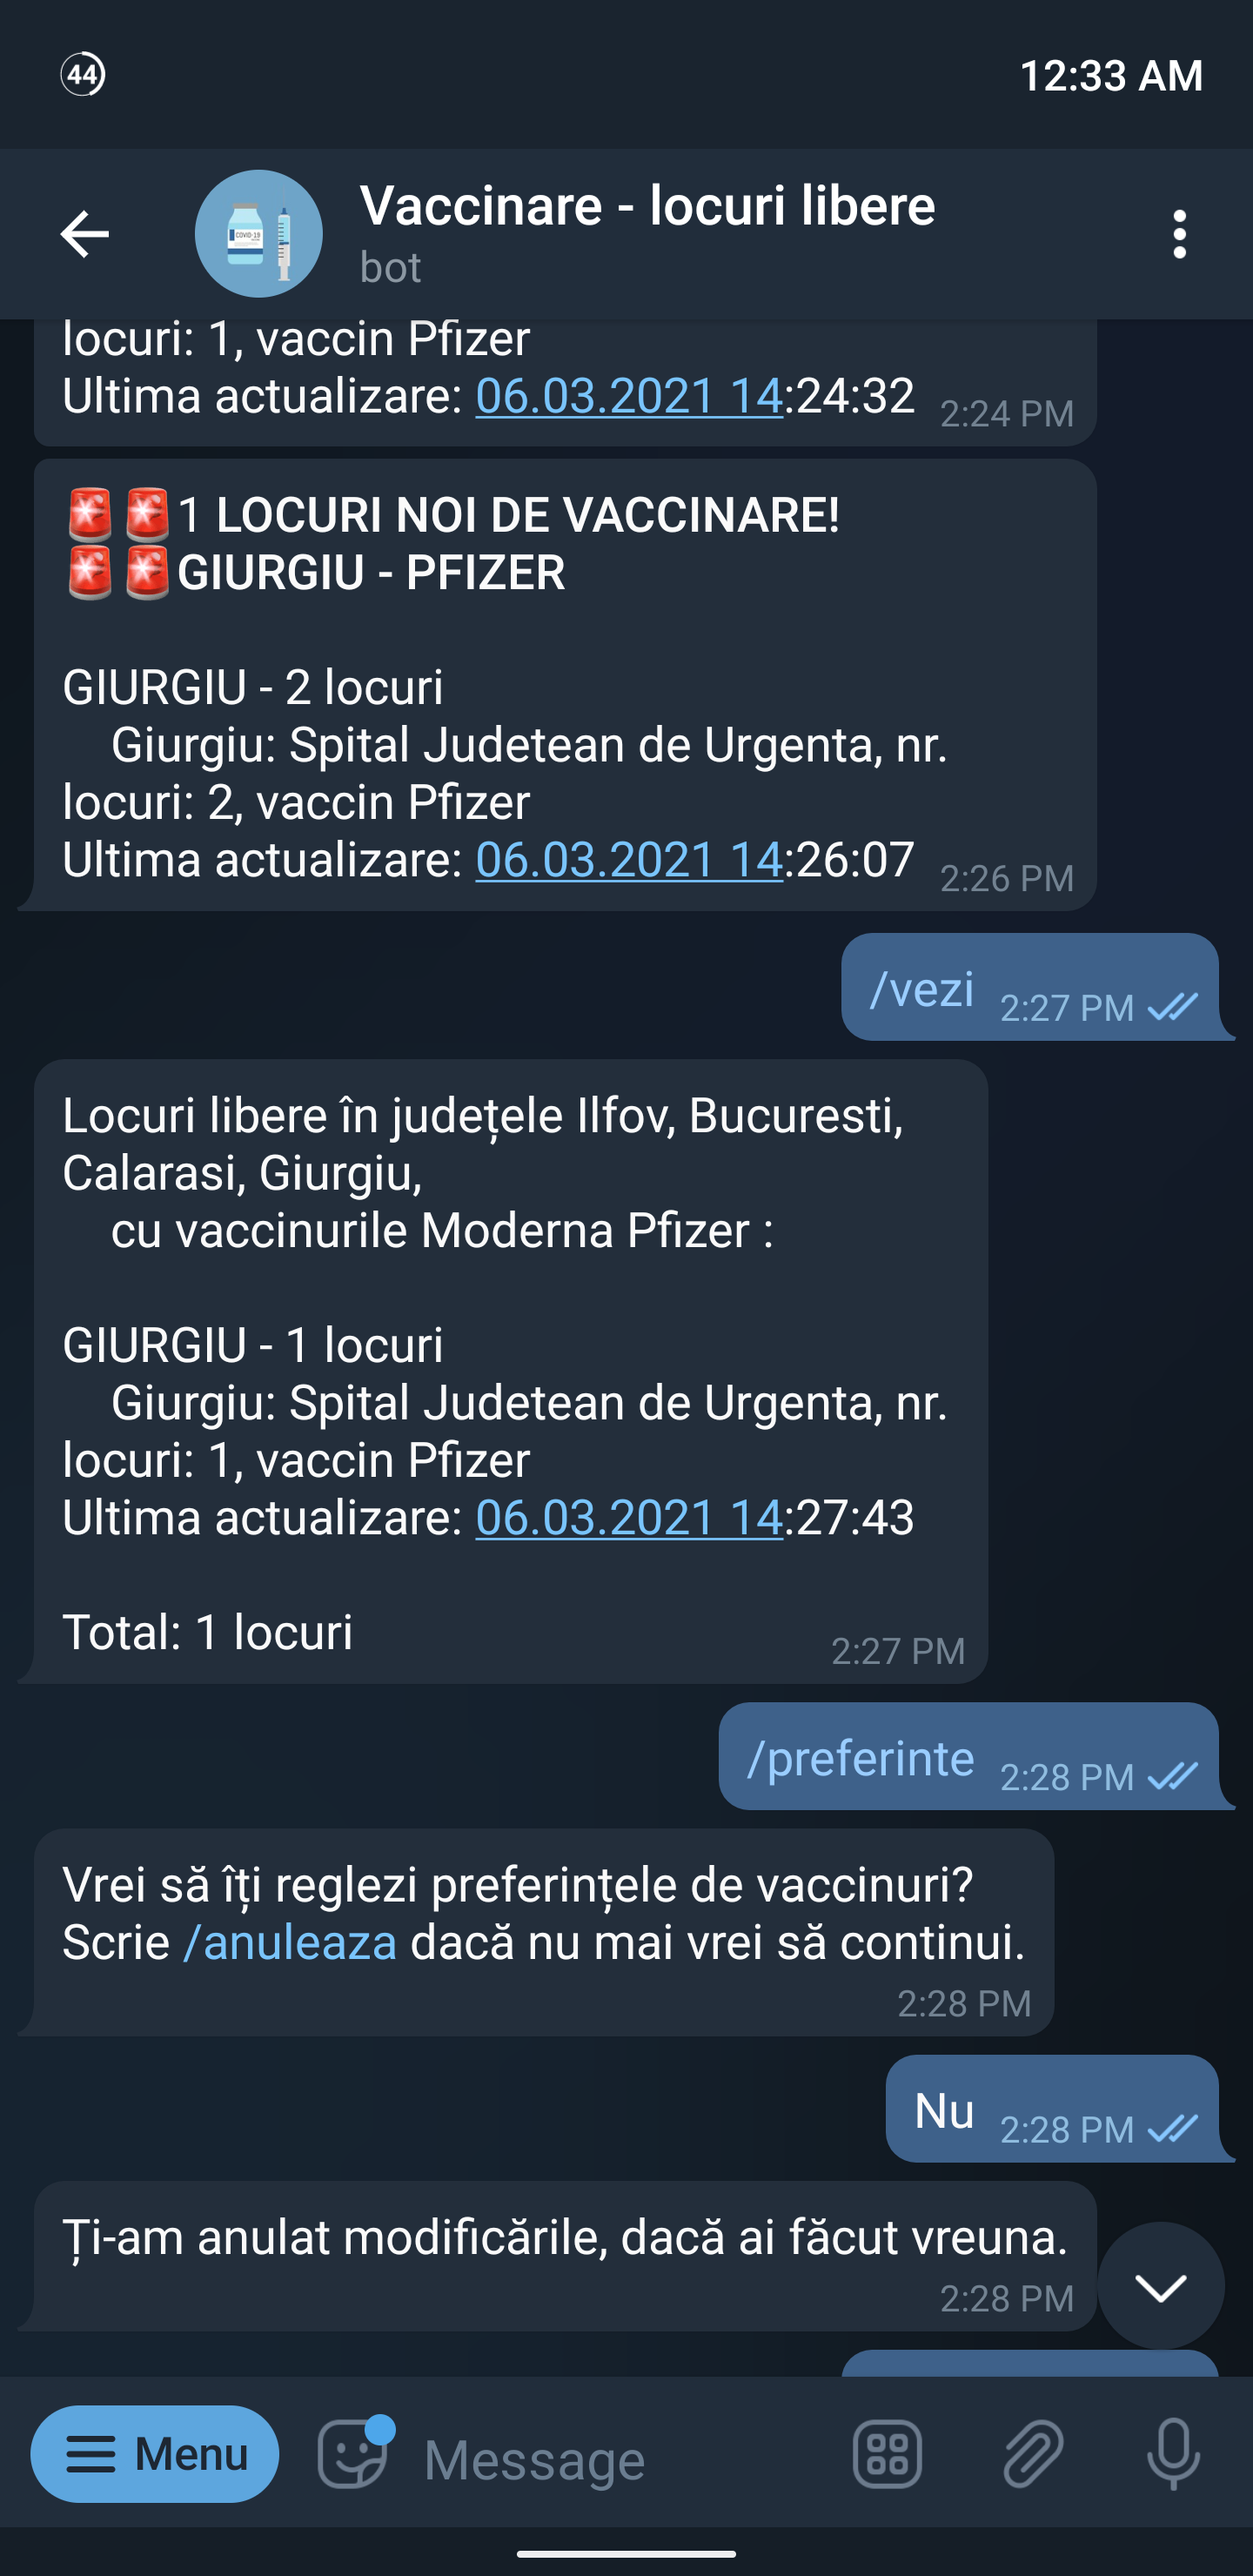 44
12:33 AM
COVID-19
Vaccinare - locuri libere
bot
locuri: 1, vaccin Pfizer
Ultima actualizare: 06.03.2021 14:24:32 2:24 PM
🚨🚨1 LOCURI NOI DE VACCINARE!
🚨🚨GIURGIU - PFIZER
GIURGIU - 2 locuri
Giurgiu: Spital Judetean de Urgenta, nr.
locuri: 2, vaccin Pfizer
Ultima actualizare: 06.03.2021 14:26:07 2:26 PM
/vezi 2:27 PM
Locuri libere în județele Ilfov, Bucuresti,
Calarasi, Giurgiu,
cu vaccinurile Moderna Pfizer :
GIURGIU - 1 locuri
Giurgiu: Spital Judetean de Urgenta, nr.
locuri: 1, vaccin Pfizer
Ultima actualizare: 06.03.2021 14:27:43
Total: 1 locuri 2:27 PM
/preferinte 2:28 PM
Vrei să îți reglezi preferințele de vaccinuri?
Scrie /anuleaza dacă nu mai vrei să continui.
2:28 PM
Nu 2:28 PM
Ți-am anulat modificările, dacă ai făcut vreuna.
2:28 PM
Menu
Message